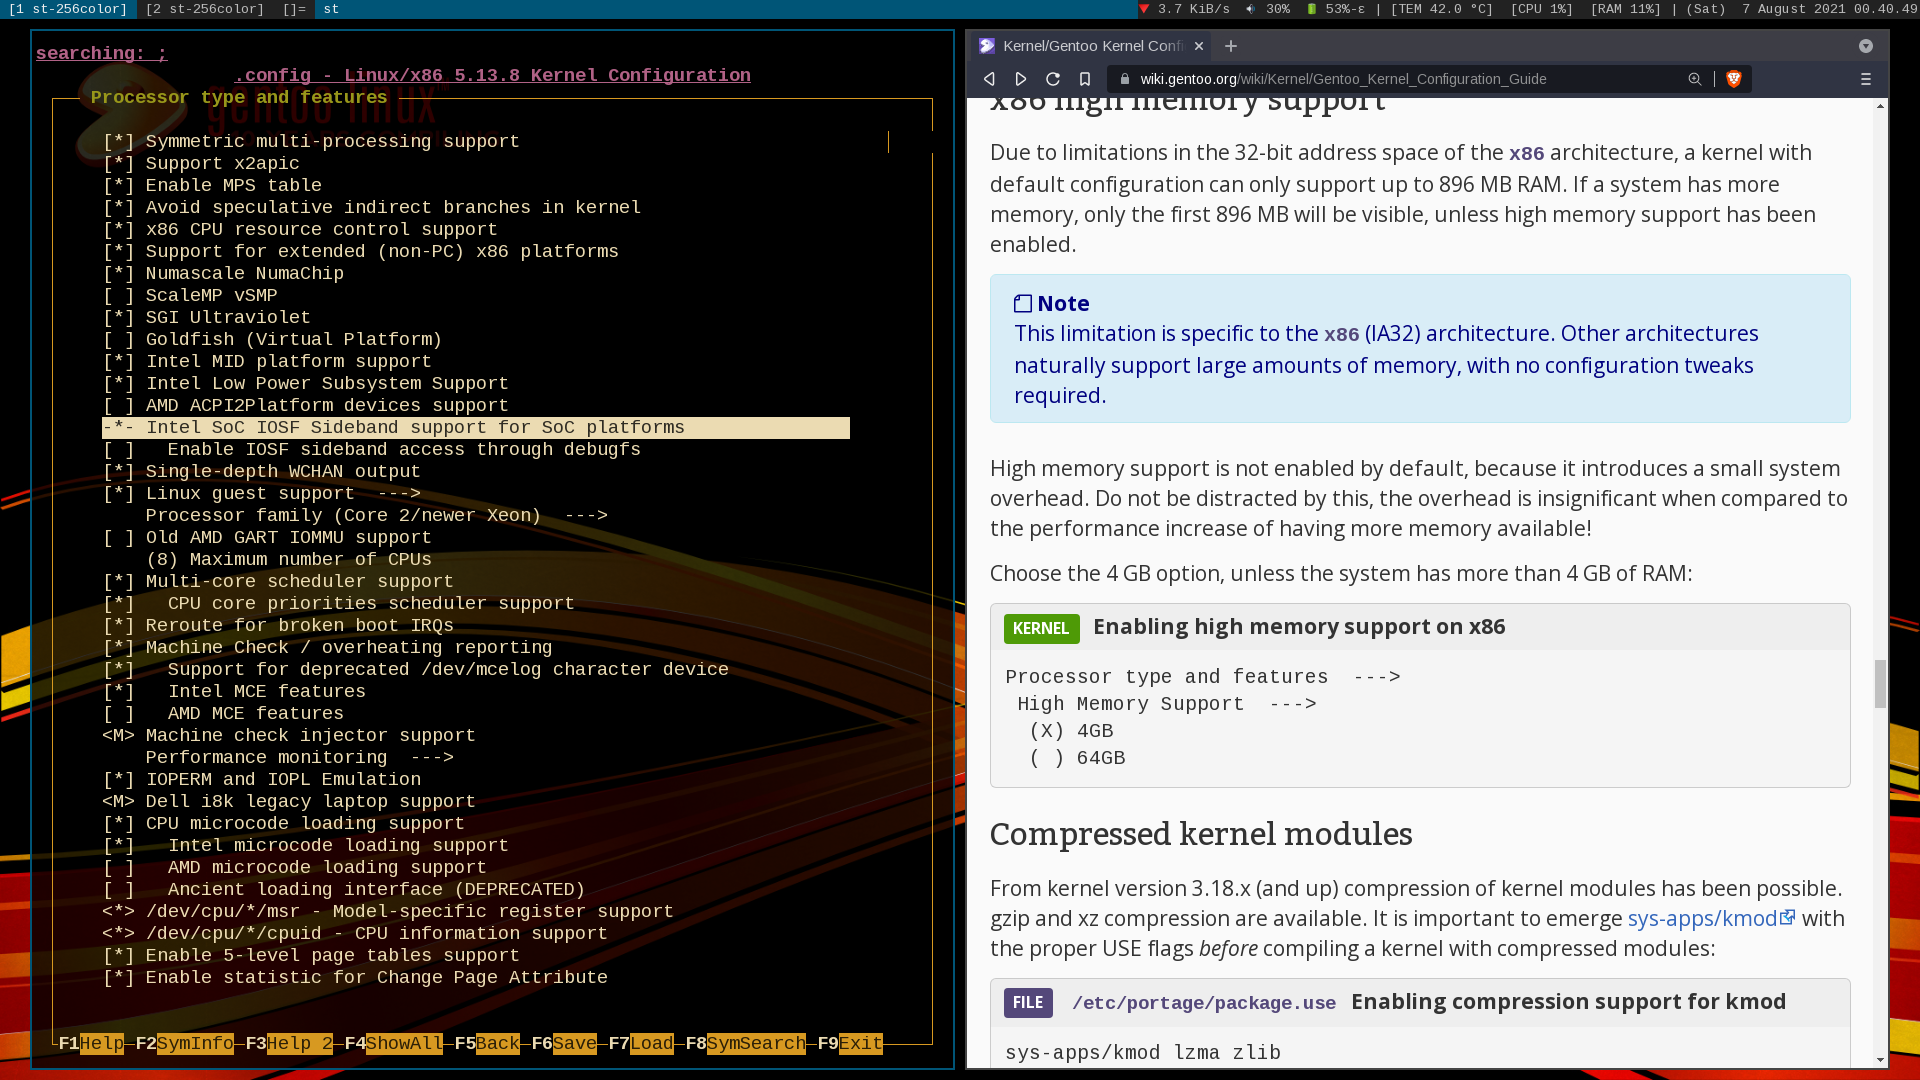 [1 st-256color] [2 st-256color] []= st 3.7 KiB/s 30% 53%-ε | [TEM 42.0 °C] [CPU 1%] [RAM 11%] | (Sat) 7 August 2021 00.40.49
searching: ;
.config - Linux/x86 5.13.8 Kernel Configuration
Processor type and features
gentoo linux
[*] Symmetric multi-processing support
[*] Support x2apic
[*] Enable MPS table
[*] Avoid speculative indirect branches in kernel
[*] x86 CPU resource control support
[*] Support for extended (non-PC) x86 platforms
[*] Numascale NumaChip
[ ] ScaleMP vSMP
[*] SGI Ultraviolet
[ ] Goldfish (Virtual Platform)
[*] Intel MID platform support
[*] Intel Low Power Subsystem Support
[ ] AMD ACPI2Platform devices support
-*- Intel SoC IOSF Sideband support for SoC platforms
[ ]   Enable IOSF sideband access through debugfs
[*] Single-depth WCHAN output
[*] Linux guest support  --->
Processor family (Core 2/newer Xeon)  --->
[ ] Old AMD GART IOMMU support
(8) Maximum number of CPUs
[*] Multi-core scheduler support
[*]   CPU core priorities scheduler support
[*] Reroute for broken boot IRQs
[*] Machine Check / overheating reporting
[*]   Support for deprecated /dev/mcelog character device
[*]   Intel MCE features
[ ]   AMD MCE features
<M> Machine check injector support
Performance monitoring  --->
[*] IOPERM and IOPL Emulation
<M> Dell i8k legacy laptop support
[*] CPU microcode loading support
[*]   Intel microcode loading support
[ ]   AMD microcode loading support
[ ]   Ancient loading interface (DEPRECATED)
<*> /dev/cpu/*/msr - Model-specific register support
<*> /dev/cpu/*/cpuid - CPU information support
[*] Enable 5-level page tables support
[*] Enable statistic for Change Page Attribute
F1Help F2SymInfo F3Help 2 F4ShowAll F5Back F6Save F7Load F8SymSearch F9Exit
Kernel/Gentoo Kernel Conf
wiki.gentoo.org/wiki/Kernel/Gentoo_Kernel_Configuration_Guide
x86 high memory support
Due to limitations in the 32-bit address space of the x86 architecture, a kernel with
default configuration can only support up to 896 MB RAM. If a system has more
memory, only the first 896 MB will be visible, unless high memory support has been
enabled.
Note
This limitation is specific to the x86 (IA32) architecture. Other architectures
naturally support large amounts of memory, with no configuration tweaks
required.
High memory support is not enabled by default, because it introduces a small system
overhead. Do not be distracted by this, the overhead is insignificant when compared to
the performance increase of having more memory available!
Choose the 4 GB option, unless the system has more than 4 GB of RAM:
KERNEL Enabling high memory support on x86
Processor type and features  --->
High Memory Support  --->
(X) 4GB
( ) 64GB
Compressed kernel modules
From kernel version 3.18.x (and up) compression of kernel modules has been possible.
gzip and xz compression are available. It is important to emerge sys-apps/kmod with
the proper USE flags before compiling a kernel with compressed modules:
FILE /etc/portage/package.use Enabling compression support for kmod
sys-apps/kmod lzma zlib